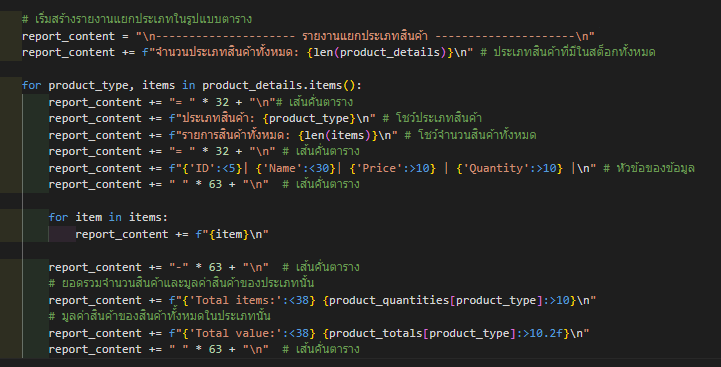 # เริ่มสร้างรายงานแยกประเภทในรูปแบบตาราง
report_content = "\n--------------------- รายงานแยกประเภทสินค้า ---------------------\n"
report_content += f"จำนวนประเภทสินค้าทั้งหมด: {len(product_details)}\n" # ประเภทสินค้าที่มีในสต็อกทั้งหมด
for product_type, items in product_details.items():
report_content += "= " * 32 + "\n"# เส้นคั่นตาราง
report_content += f"ประเภทสินค้า: {product_type}\n" # โชว์ประเภทสินค้า
report_content += f"รายการสินค้าทั้งหมด: {len(items)}\n" # โชว์จำนวนสินค้าทั้งหมด
report_content += "= " * 32 + "\n" # เส้นคั่นตาราง
report_content += f"{'ID':<5}| {'Name':<30}| {'Price':>10} | {'Quantity':>10} |\n" # หัวข้อของข้อมูล
report_content += " " * 63 + "\n"  # เส้นคั่นตาราง
for item in items:
report_content += f"{item}\n"
report_content += "-" * 63 + "\n"  # เส้นคั่นตาราง
# ยอดรวมจำนวนสินค้าและมูลค่าสินค้าของประเภทนั้น
report_content += f"{'Total items:':<38} {product_quantities[product_type]:>10}\n"
# มูลค่าสินค้าของสินค้าทั้งหมดในประเภทนั้น
report_content += f"{'Total value:':<38} {product_totals[product_type]:>10.2f}\n"
report_content += " " * 63 + "\n"  # เส้นคั่นตาราง